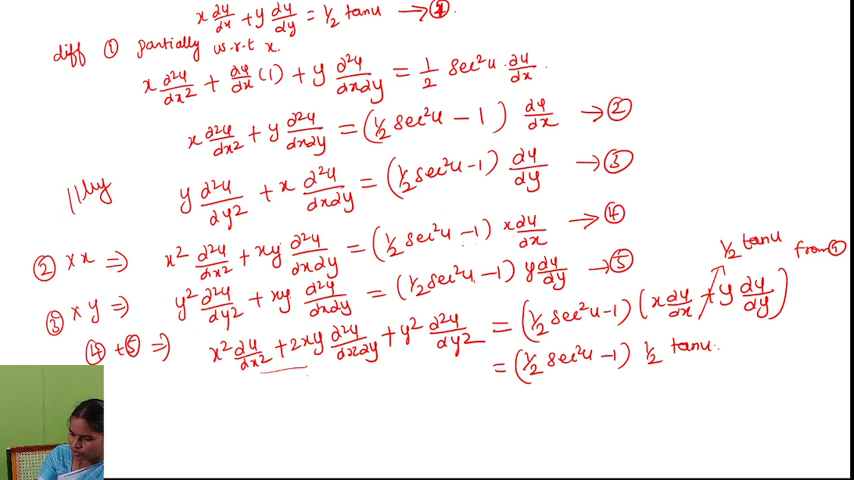 x ∂u/∂x + y ∂u/∂y = 1/2 tanu → ①.
diff ① partially w.r.t x.
x ∂²u/∂x² + ∂u/∂x (1) + y ∂²u/∂x∂y = 1/2 sec²u · ∂u/∂x.
x ∂²u/∂x² + y ∂²u/∂x∂y = (1/2 sec²u − 1) ∂u/∂x → ②
||ly y ∂²u/∂y² + x ∂²u/∂x∂y = (1/2 sec²u − 1) ∂u/∂y → ③
② × x ⇒ x² ∂²u/∂x² + xy ∂²u/∂x∂y = (1/2 sec²u − 1) x ∂u/∂x → ④
③ × y ⇒ y² ∂²u/∂y² + xy ∂²u/∂x∂y = (1/2 sec²u − 1) y ∂u/∂y → ⑤
1/2 tanu from ①
④ + ⑤ ⇒ x² ∂²u/∂x² + 2xy ∂²u/∂x∂y + y² ∂²u/∂y² = (1/2 sec²u − 1) (x ∂u/∂x + y ∂u/∂y)
= (1/2 sec²u − 1) 1/2 tanu.